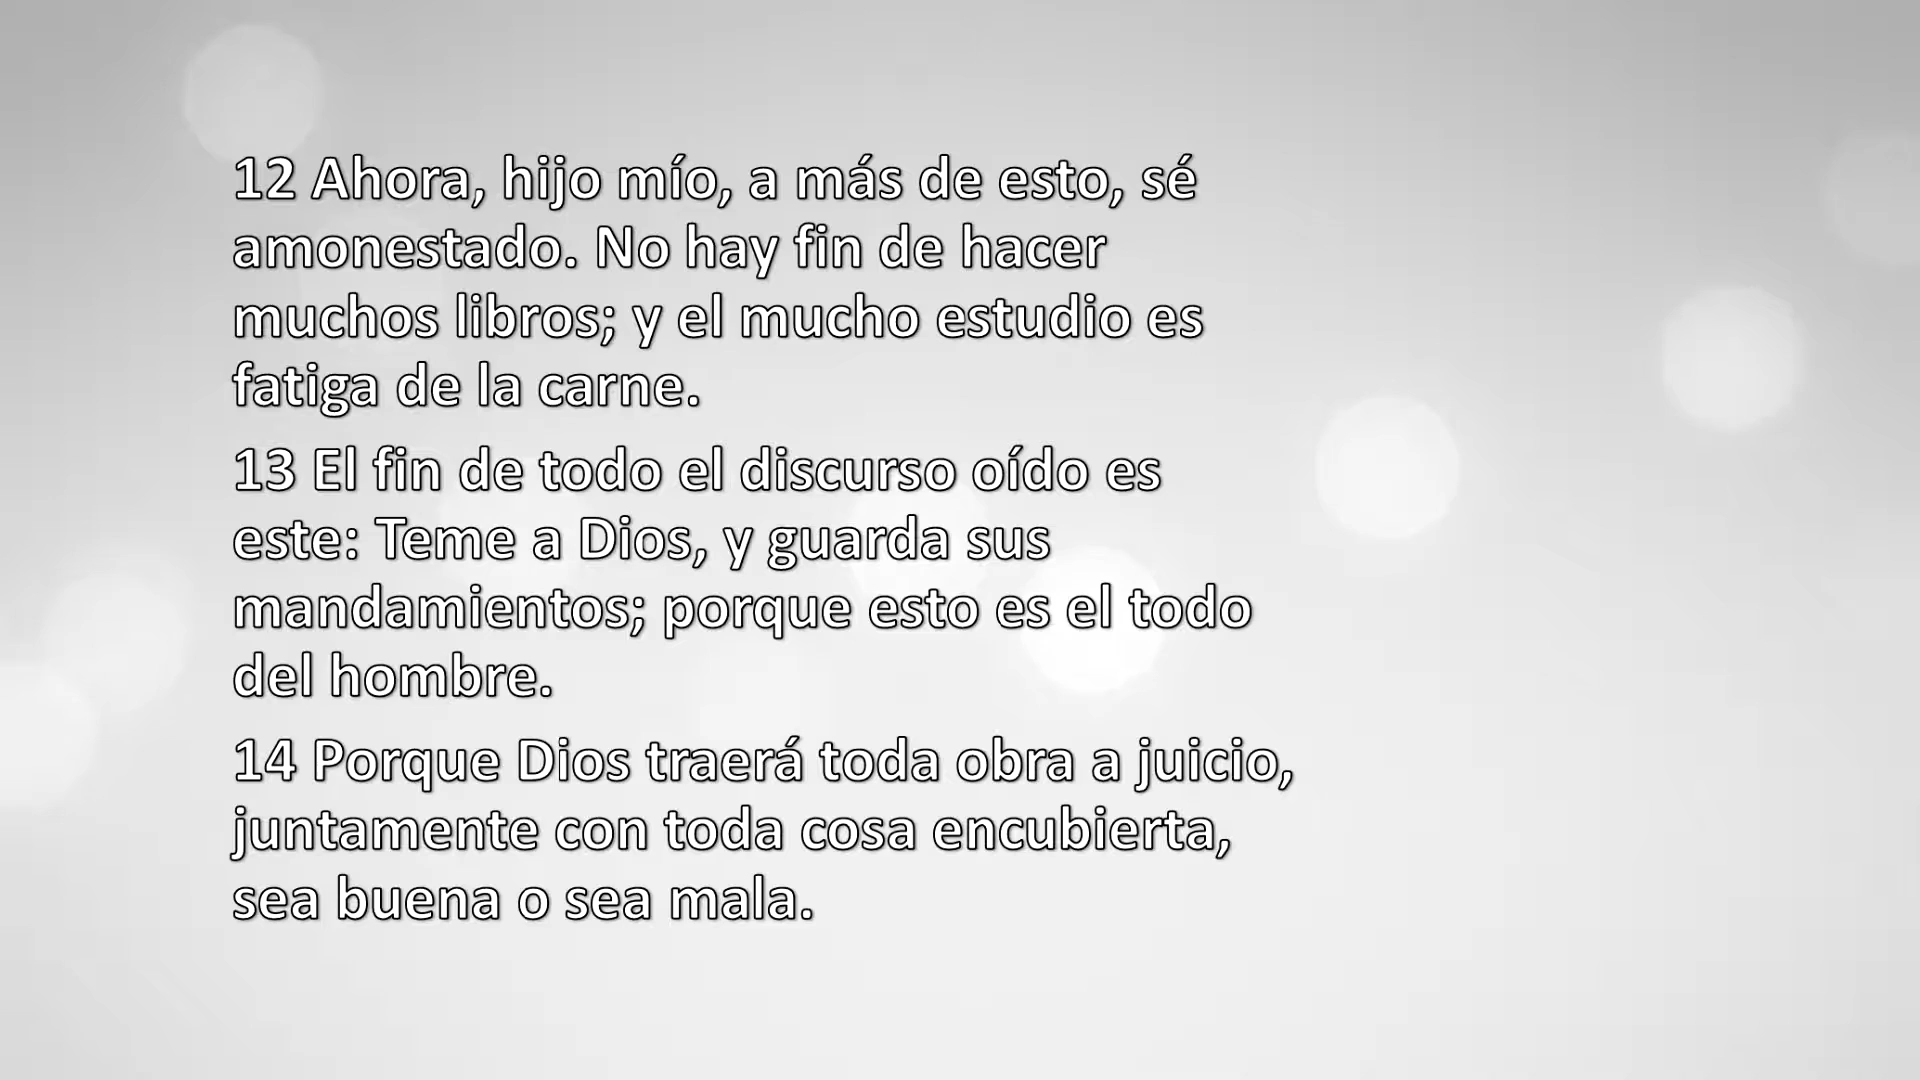 12 Ahora, hijo mío, a más de esto, sé
amonestado. No hay fin de hacer
muchos libros; y el mucho estudio es
fatiga de la carne.
13 El fin de todo el discurso oído es
este: Teme a Dios, y guarda sus
mandamientos; porque esto es el todo
del hombre.
14 Porque Dios traerá toda obra a juicio,
juntamente con toda cosa encubierta,
sea buena o sea mala.